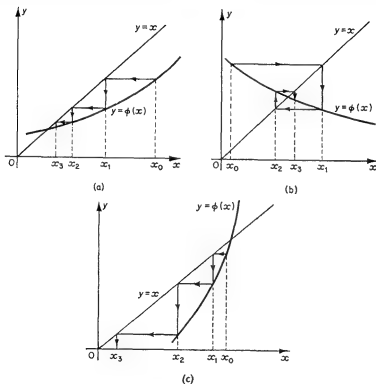 y
y=x
y=φ(x)
O x₃ x₂ x₁ x₀ x
(a)
y
y=x
y=φ(x)
O x₀ x₂ x₃ x₁ x
(b)
y
y=φ(x)
y=x
O x₃ x₂ x₁ x₀ x
(c)